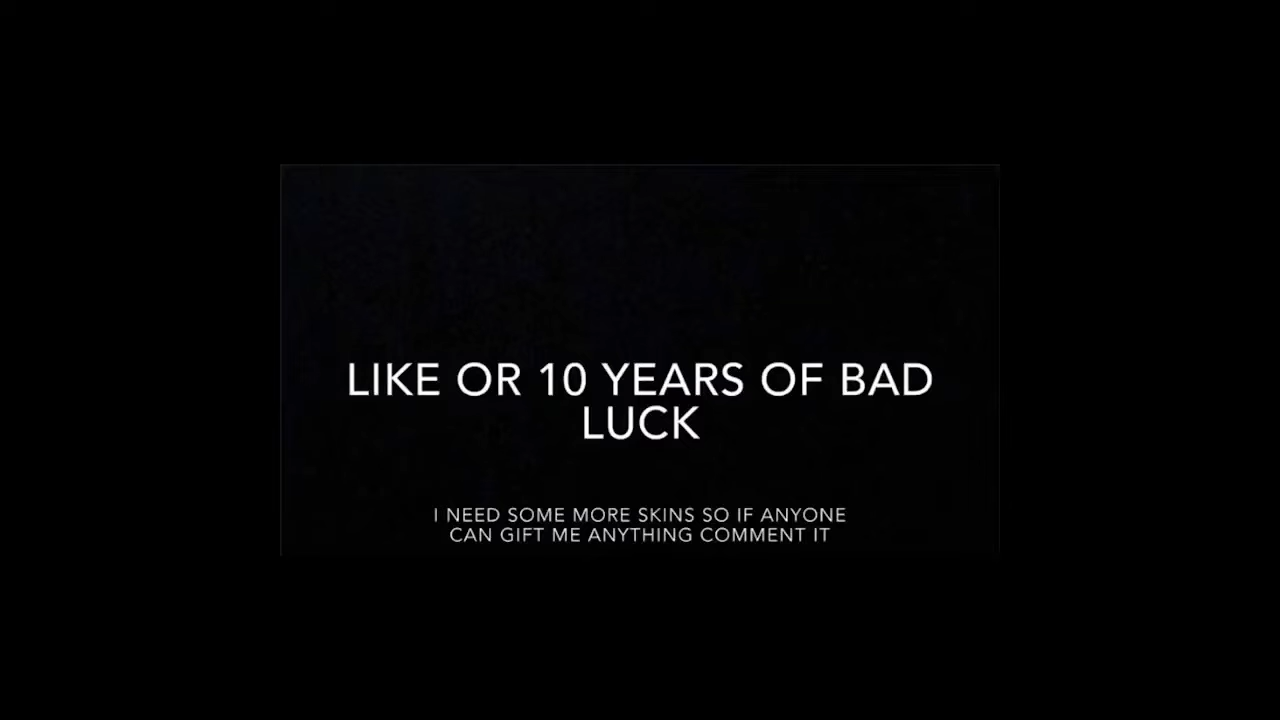 LIKE OR 10 YEARS OF BAD
LUCK
I NEED SOME MORE SKINS SO IF ANYONE
CAN GIFT ME ANYTHING COMMENT IT